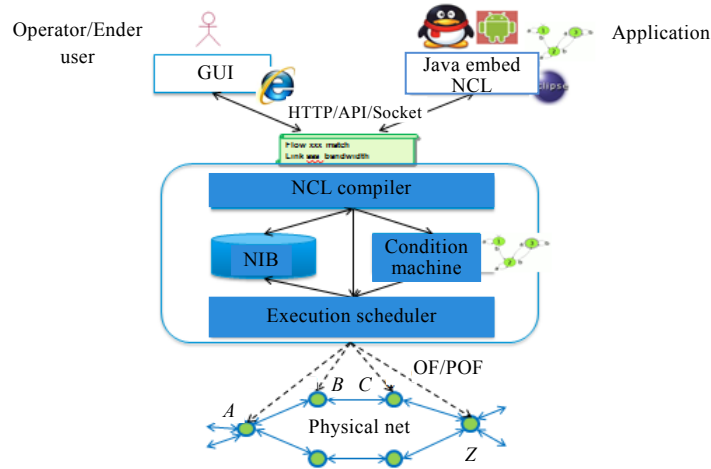 Operator/Ender
user
Application
GUI
Java embed
NCL
clipse
HTTP/API/Socket
Flow xxx match
Link xxx bandwidth
NCL compiler
NIB
Condition
machine
Execution scheduler
OF/POF
A
B
C
Physical net
Z